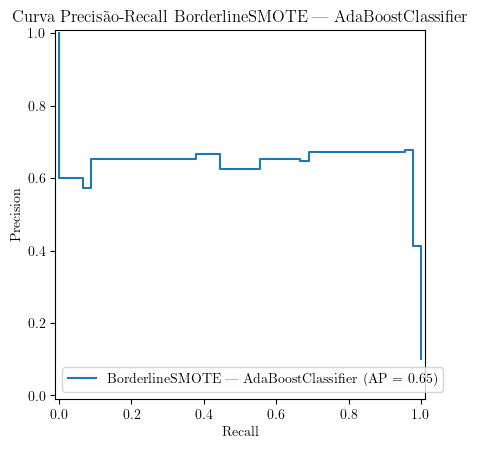 Curva Precisão-Recall BorderlineSMOTE — AdaBoostClassifier
1.0
0.8
0.6
0.4
0.2
0.0
Precision
BorderlineSMOTE — AdaBoostClassifier (AP = 0.65)
0.0 0.2 0.4 0.6 0.8 1.0
Recall